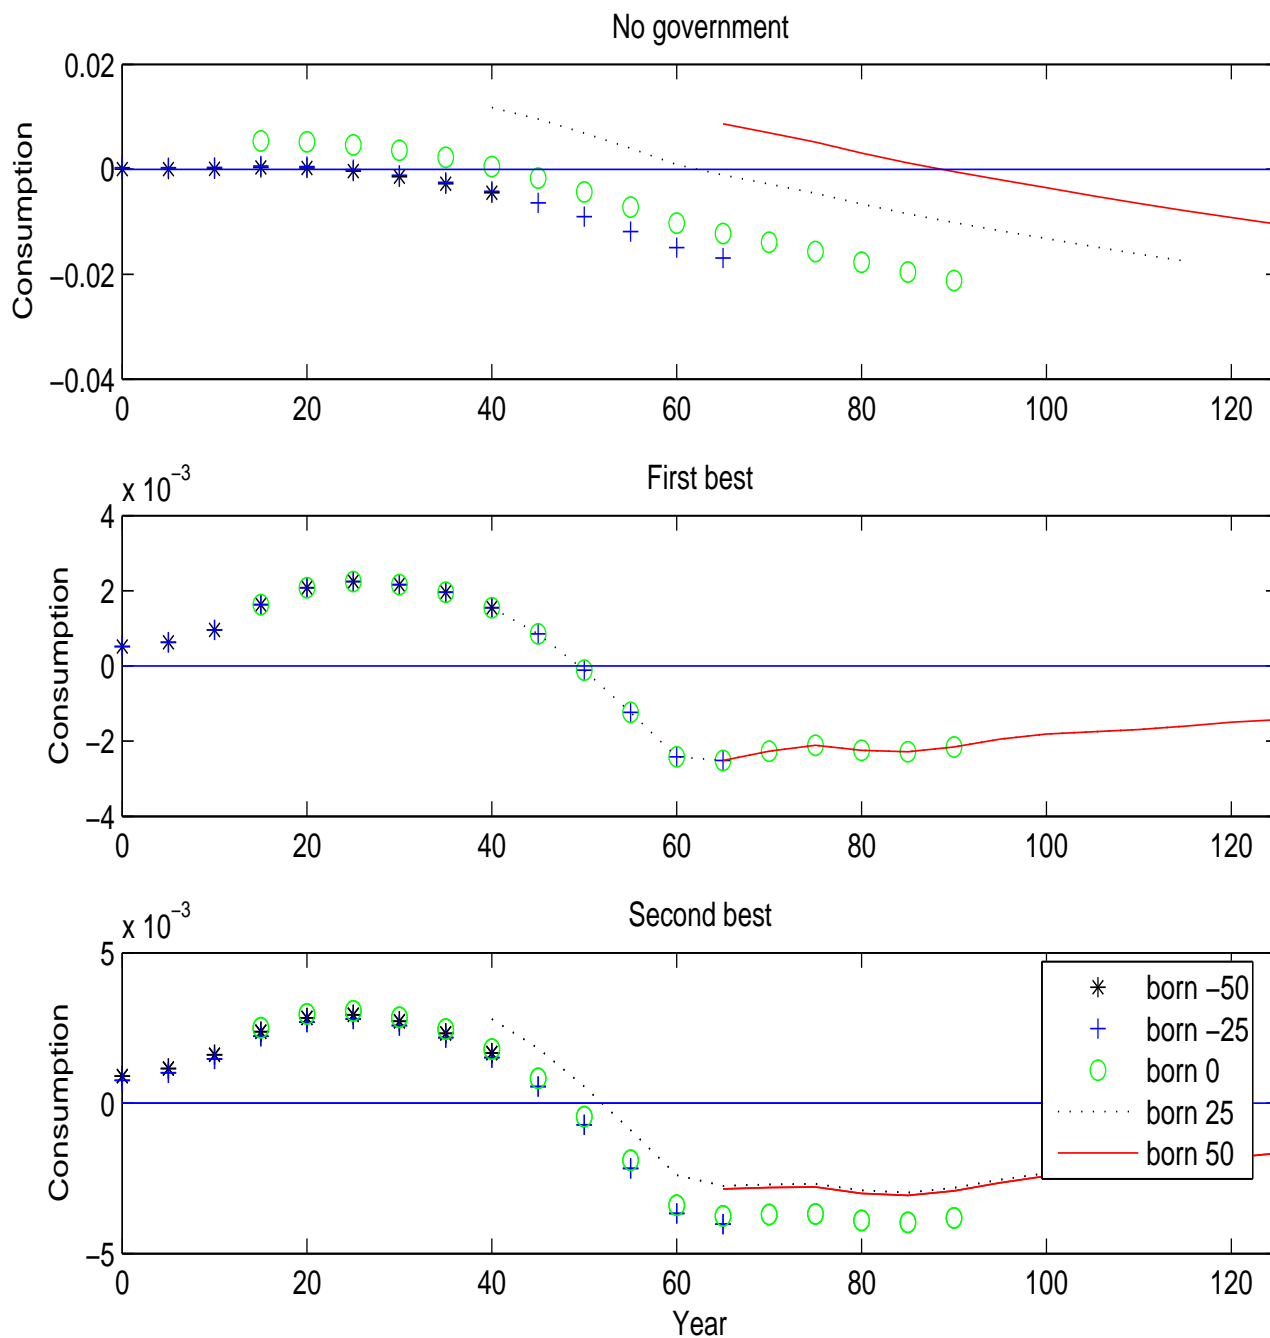 No government
0.02
0
−0.02
−0.04
Consumption
0 20 40 60 80 100 120
First best
x 10−3
4
2
0
−2
−4
Consumption
0 20 40 60 80 100 120
Second best
x 10−3
5
0
−5
Consumption
born −50
born −25
born 0
born 25
born 50
0 20 40 60 80 100 120
Year